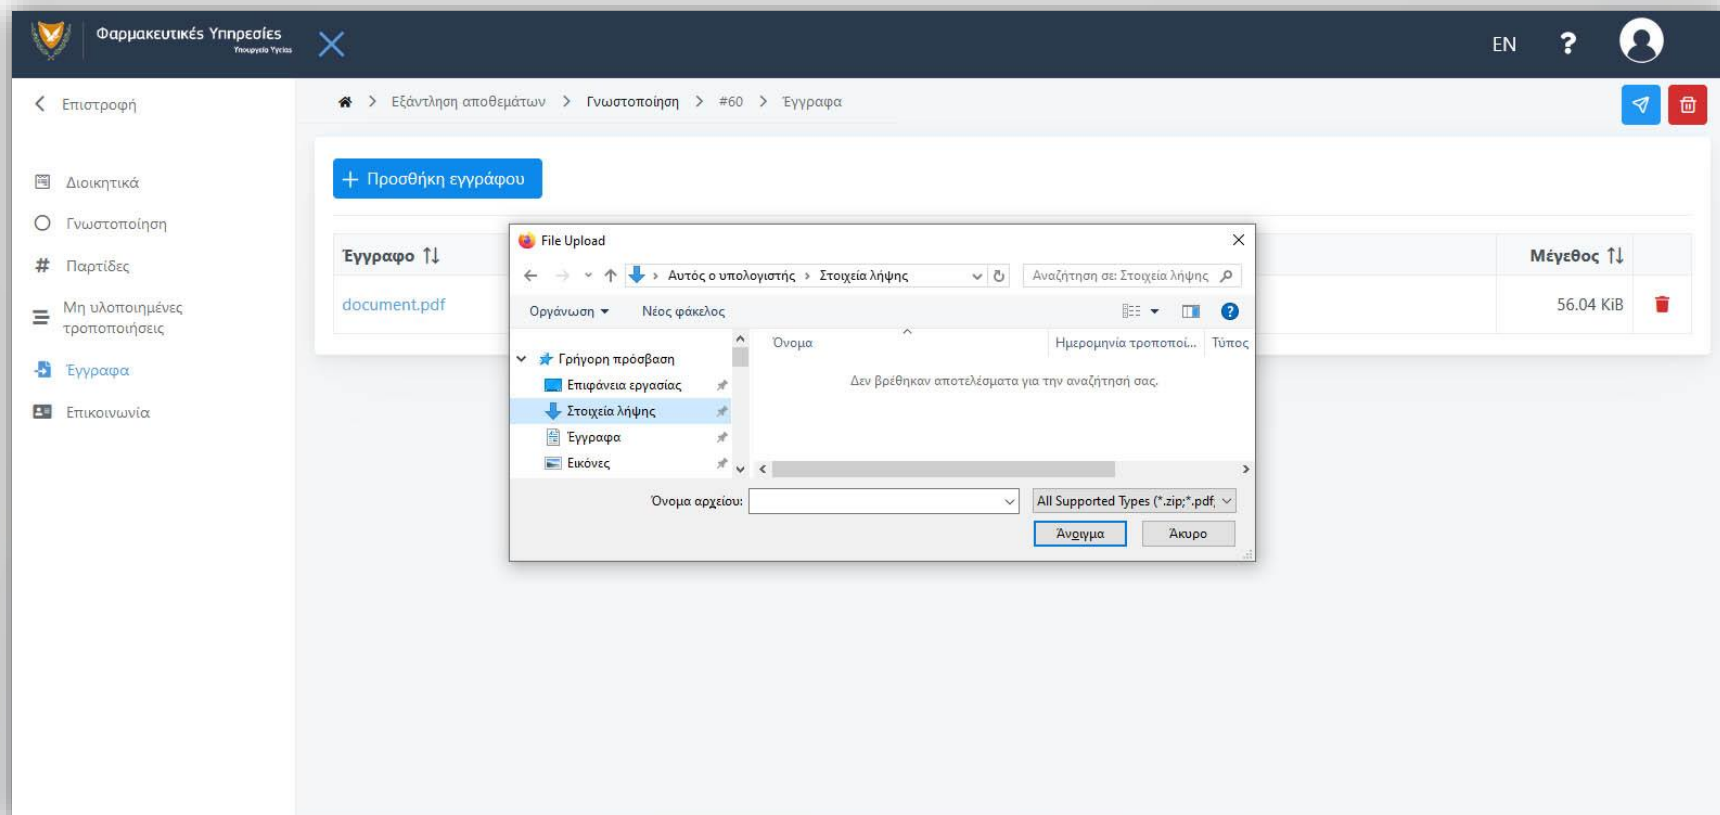 Φαρμακευτικές Υπηρεσίες
Υπουργείο Υγείας
EN ?
Επιστροφή
> Εξάντληση αποθεμάτων > Γνωστοποίηση > #60 > Έγγραφα
Διοικητικά
Γνωστοποίηση
# Παρτίδες
Μη υλοποιημένες
τροποποιήσεις
Έγγραφα
Επικοινωνία
+ Προσθήκη εγγράφου
Έγγραφο
Μέγεθος
document.pdf
56.04 KiB
File Upload
Αυτός ο υπολογιστής > Στοιχεία λήψης
Αναζήτηση σε: Στοιχεία λήψης
Οργάνωση
Νέος φάκελος
Γρήγορη πρόσβαση
Επιφάνεια εργασίας
Στοιχεία λήψης
Έγγραφα
Εικόνες
Όνομα
Ημερομηνία τροποποί...
Τύπος
Δεν βρέθηκαν αποτελέσματα για την αναζήτησή σας.
Όνομα αρχείου:
All Supported Types (*.zip;*.pdf;
Άνοιγμα
Άκυρο